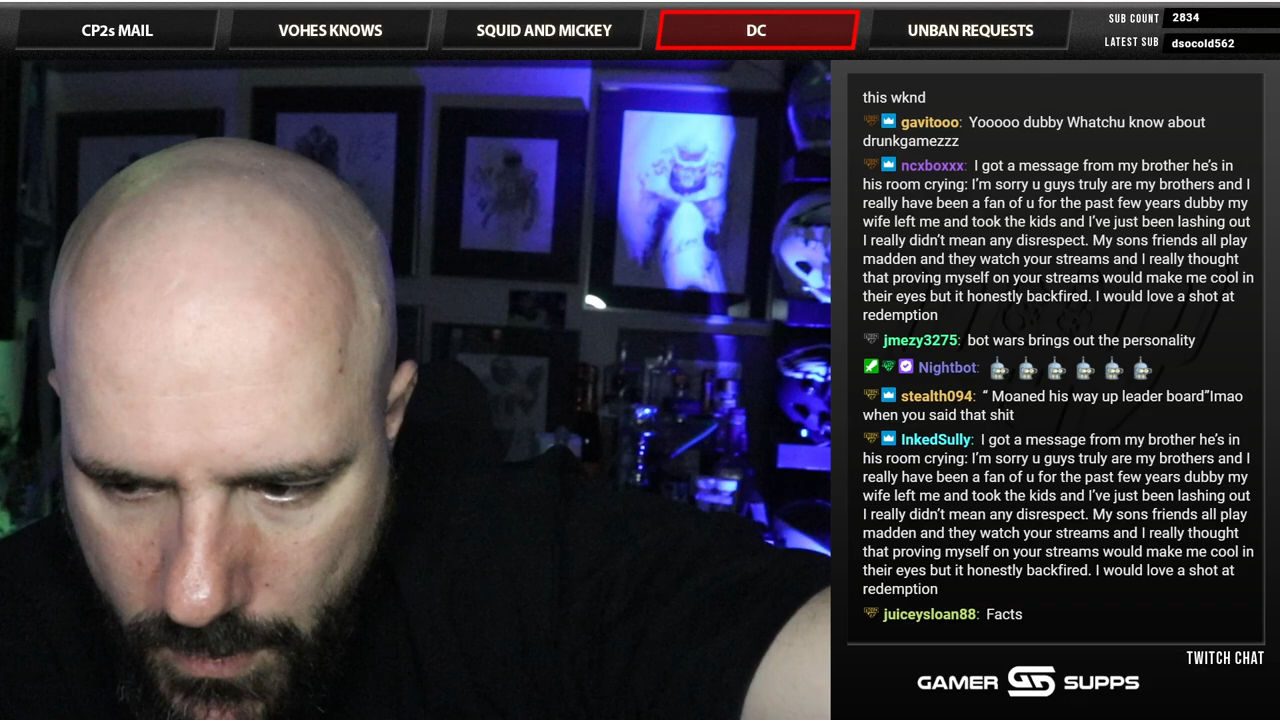 CP2s MAIL
VOHES KNOWS
SQUID AND MICKEY
DC
UNBAN REQUESTS
SUB COUNT 2834
LATEST SUB dsocold562
this wknd
gavitooo: Yooooo dubby Whatchu know about
drunkgamezzz
ncxboxxx: I got a message from my brother he’s in
his room crying: I’m sorry u guys truly are my brothers and I
really have been a fan of u for the past few years dubby my
wife left me and took the kids and I’ve just been lashing out
I really didn’t mean any disrespect. My sons friends all play
madden and they watch your streams and I really thought
that proving myself on your streams would make me cool in
their eyes but it honestly backfired. I would love a shot at
redemption
jmezy3275: bot wars brings out the personality
Nightbot:
stealth094: “ Moaned his way up leader board”lmao
when you said that shit
InkedSully: I got a message from my brother he’s in
his room crying: I’m sorry u guys truly are my brothers and I
really have been a fan of u for the past few years dubby my
wife left me and took the kids and I’ve just been lashing out
I really didn’t mean any disrespect. My sons friends all play
madden and they watch your streams and I really thought
that proving myself on your streams would make me cool in
their eyes but it honestly backfired. I would love a shot at
redemption
juiceysloan88: Facts
TWITCH CHAT
GAMER GS SUPPS